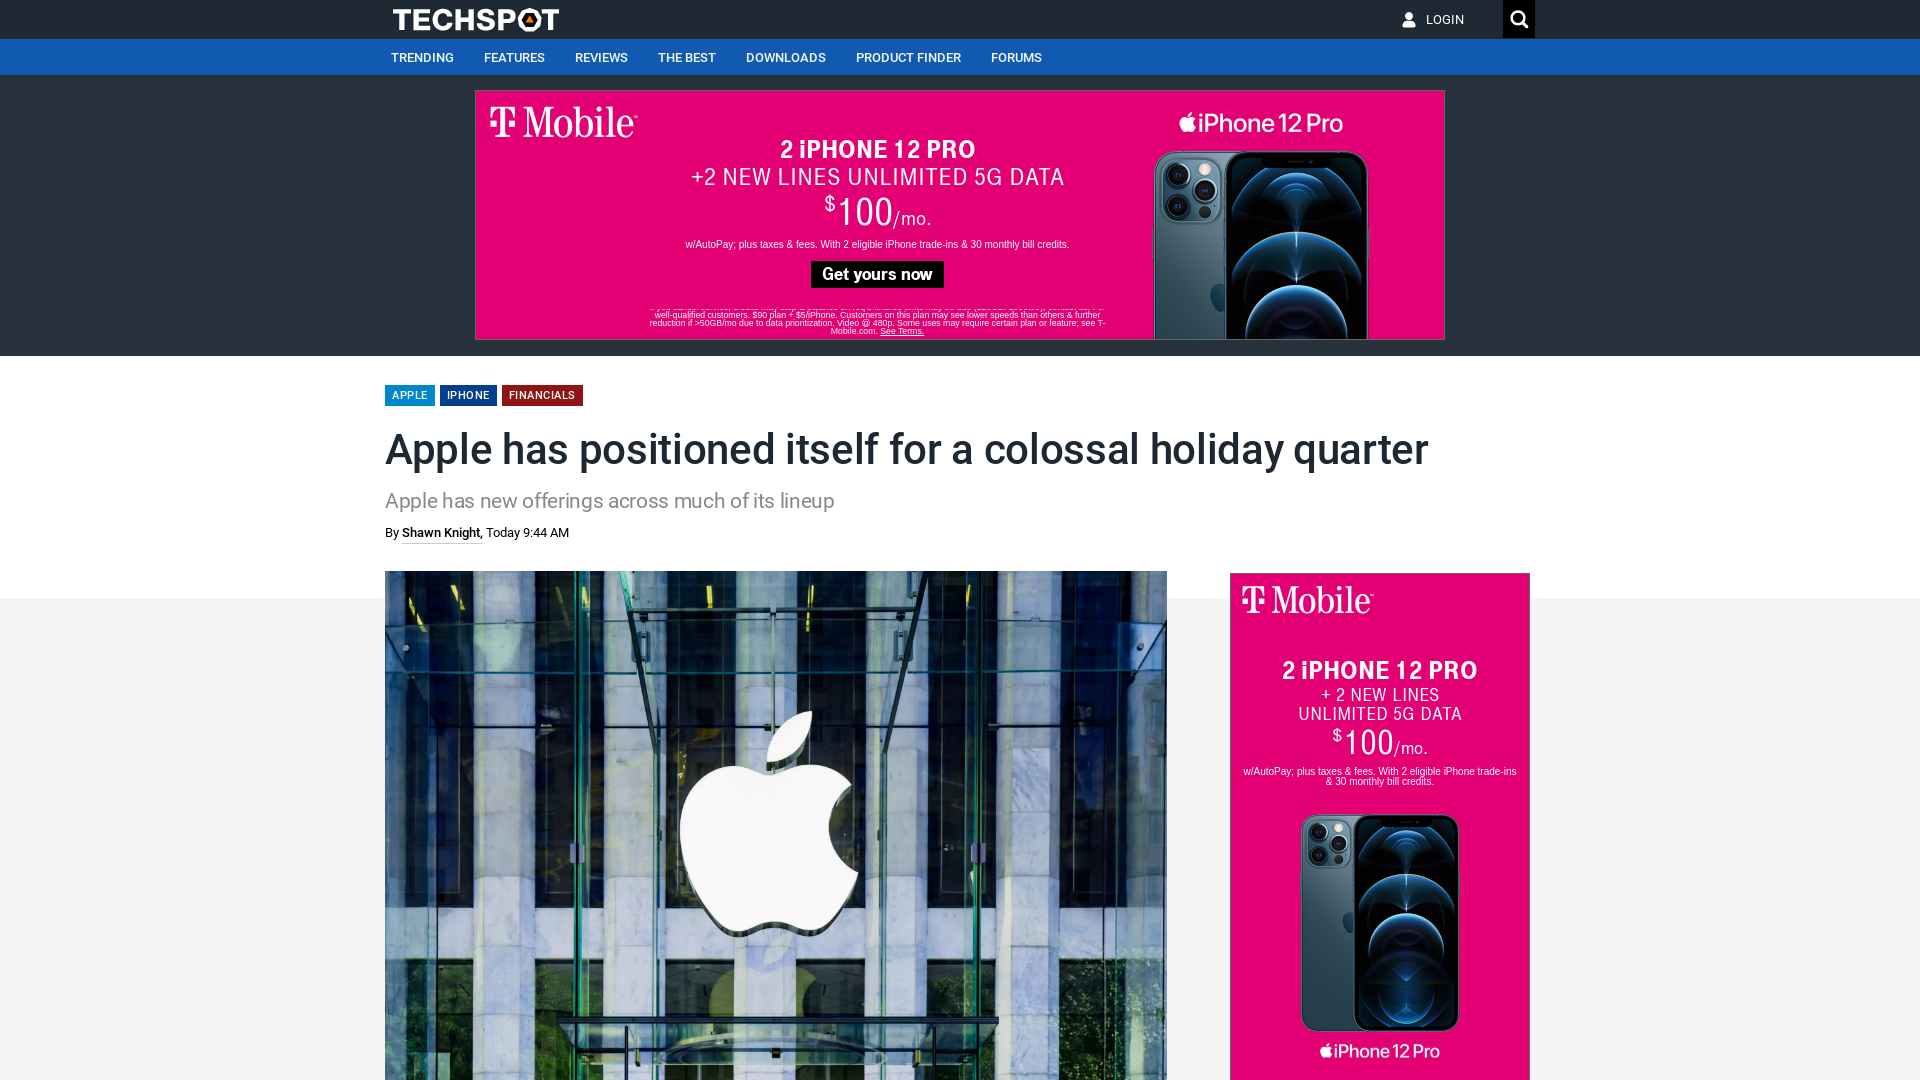 TECHSPOT
LOGIN
TRENDING
FEATURES
REVIEWS
THE BEST
DOWNLOADS
PRODUCT FINDER
FORUMS
T Mobile
2 iPHONE 12 PRO
+2 NEW LINES UNLIMITED 5G DATA
$100/mo.
w/AutoPay; plus taxes & fees. With 2 eligible iPhone trade-ins & 30 monthly bill credits.
Get yours now
well-qualified customers. $90 plan + $5/iPhone. Customers on this plan may see lower speeds than others & further
reduction if >50GB/mo due to data prioritization. Video @ 480p. Some uses may require certain plan or feature; see T-
Mobile.com. See Terms.
iPhone 12 Pro
APPLE
IPHONE
FINANCIALS
Apple has positioned itself for a colossal holiday quarter
Apple has new offerings across much of its lineup
By Shawn Knight, Today 9:44 AM
T Mobile
2 iPHONE 12 PRO
+ 2 NEW LINES
UNLIMITED 5G DATA
$100/mo.
w/AutoPay; plus taxes & fees. With 2 eligible iPhone trade-ins
& 30 monthly bill credits.
iPhone 12 Pro